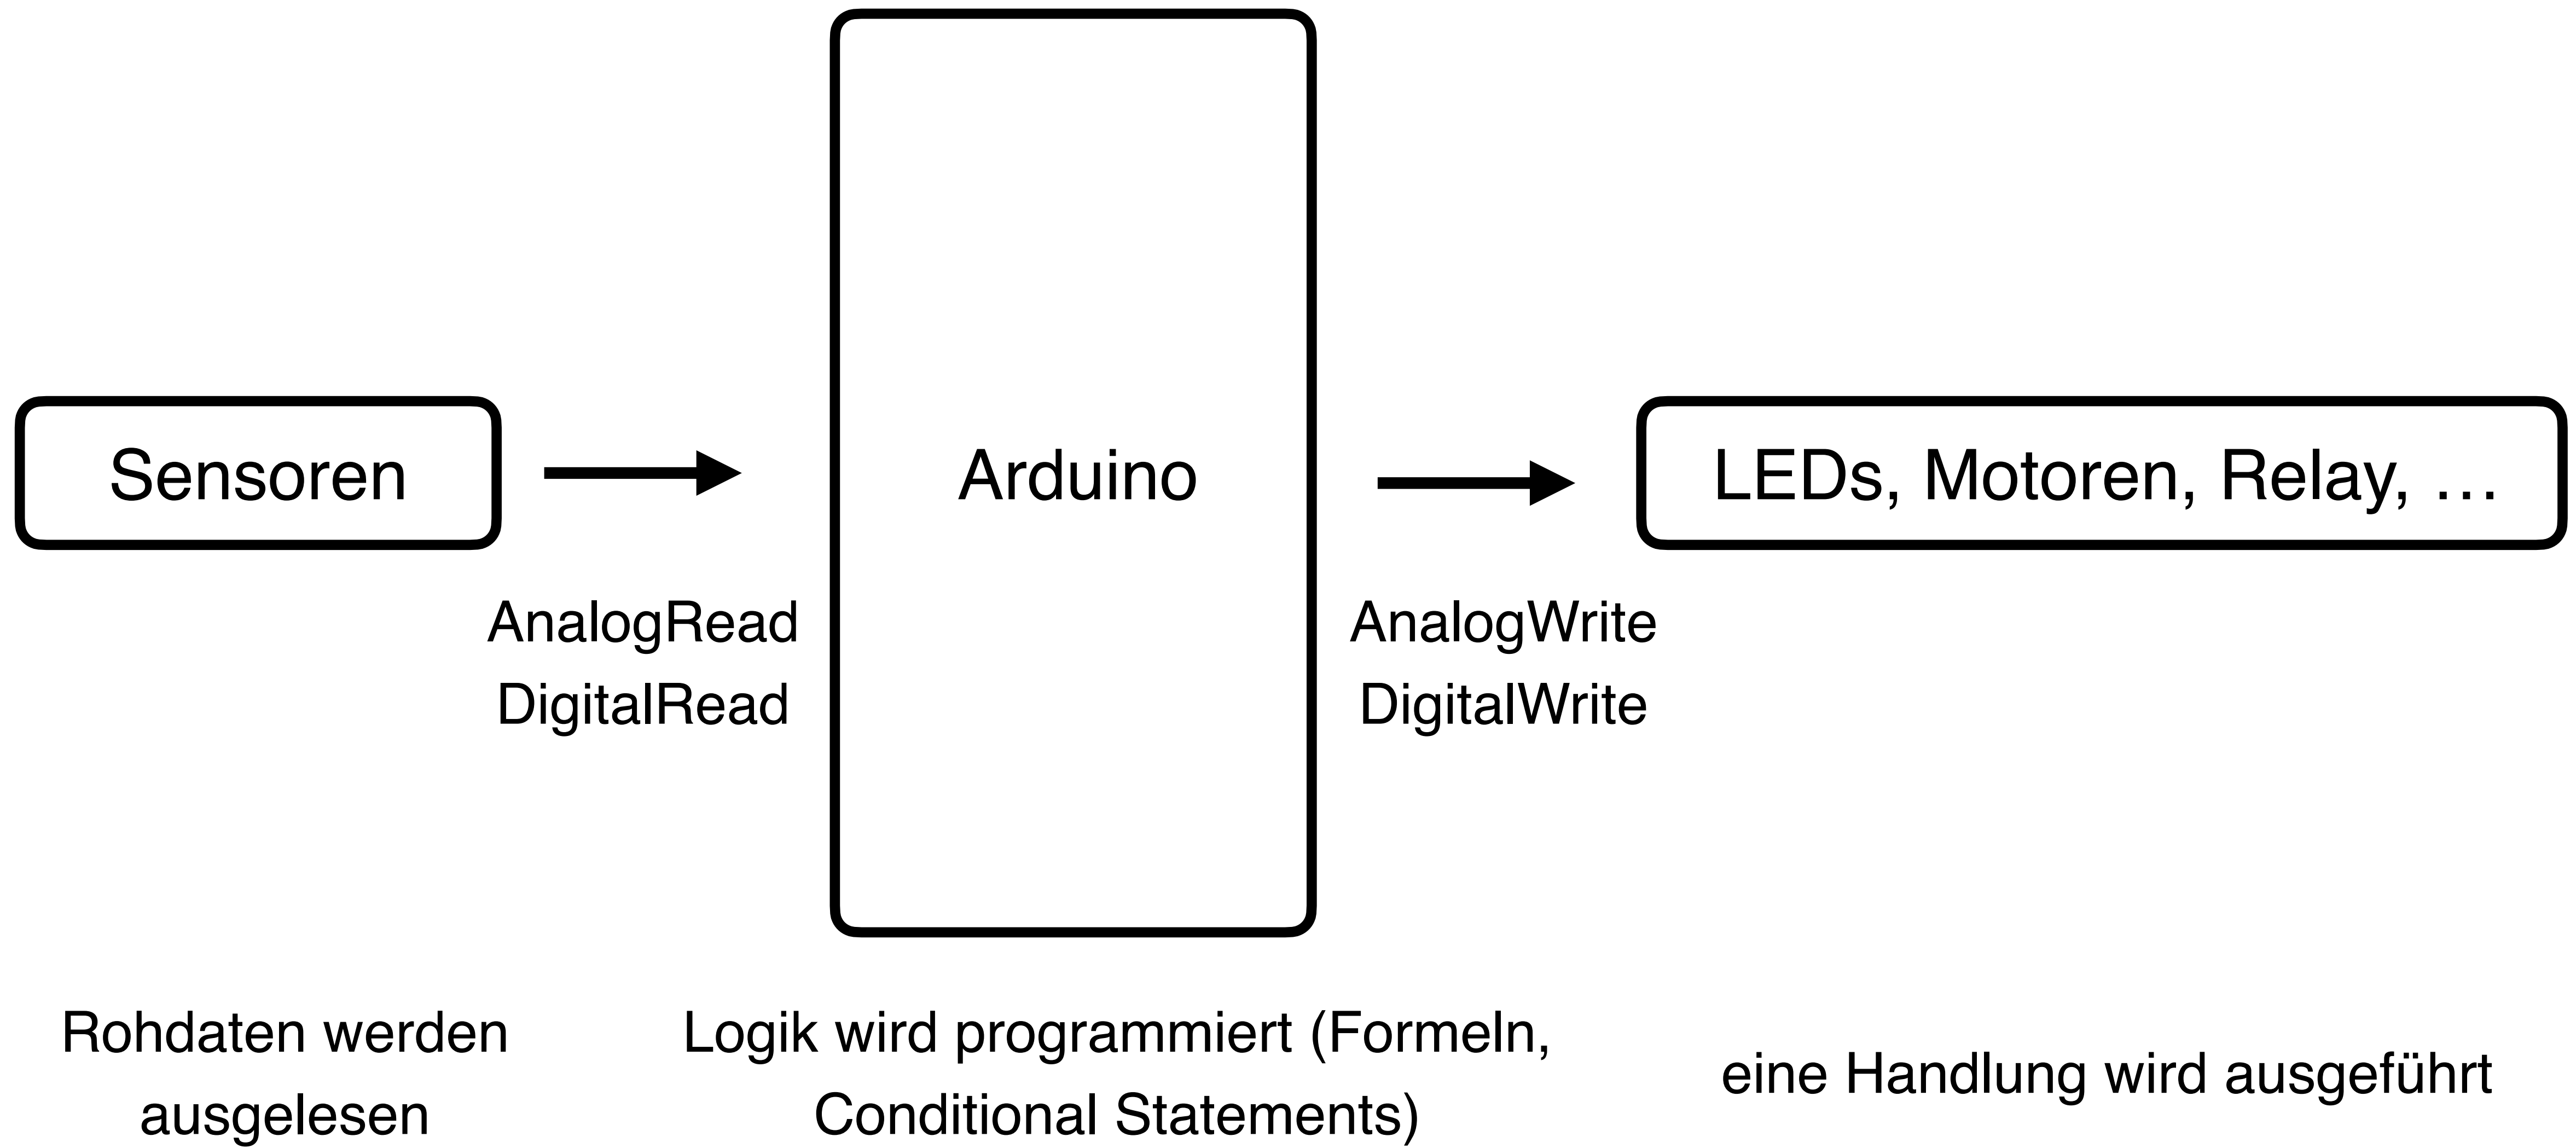 Sensoren
Arduino
LEDs, Motoren, Relay, …
AnalogRead
DigitalRead
AnalogWrite
DigitalWrite
Rohdaten werden
ausgelesen
Logik wird programmiert (Formeln,
Conditional Statements)
eine Handlung wird ausgeführt